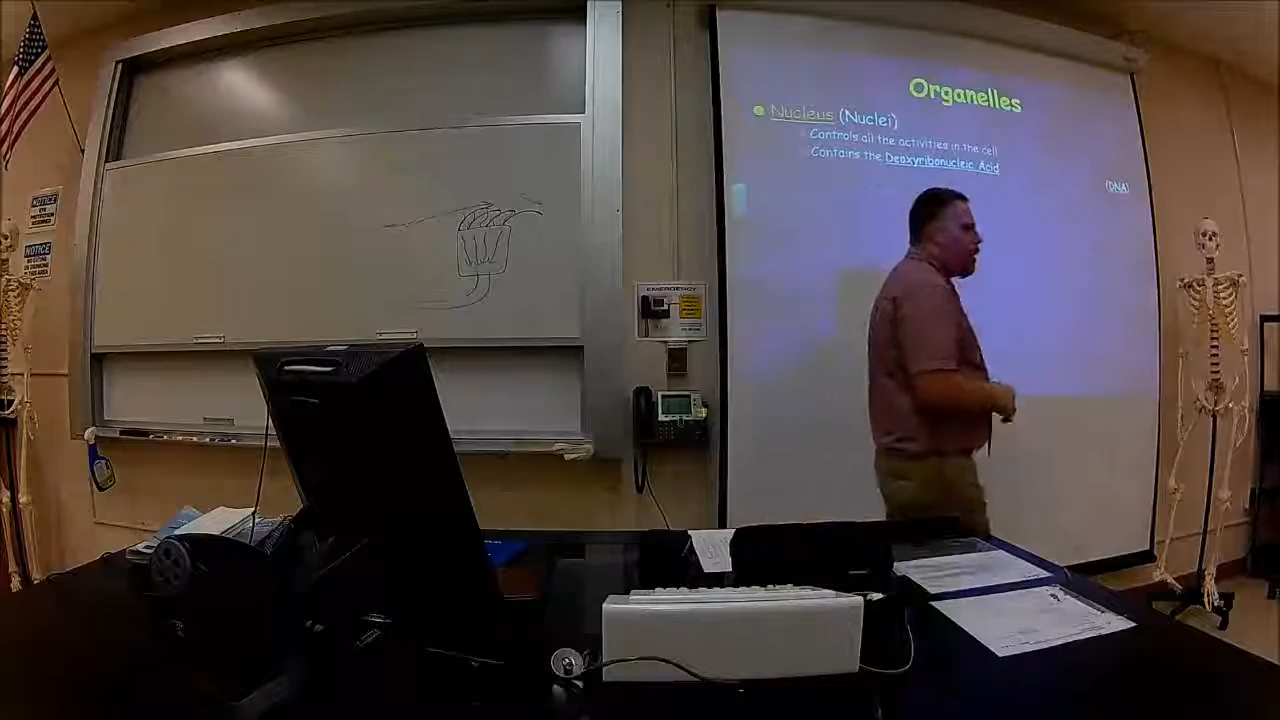 Organelles
Nucleus (Nuclei)
Controls all the activities in the cell
Contains the Deoxyribonucleic Acid
(DNA)
NOTICE
NOTICE
EMERGENCY